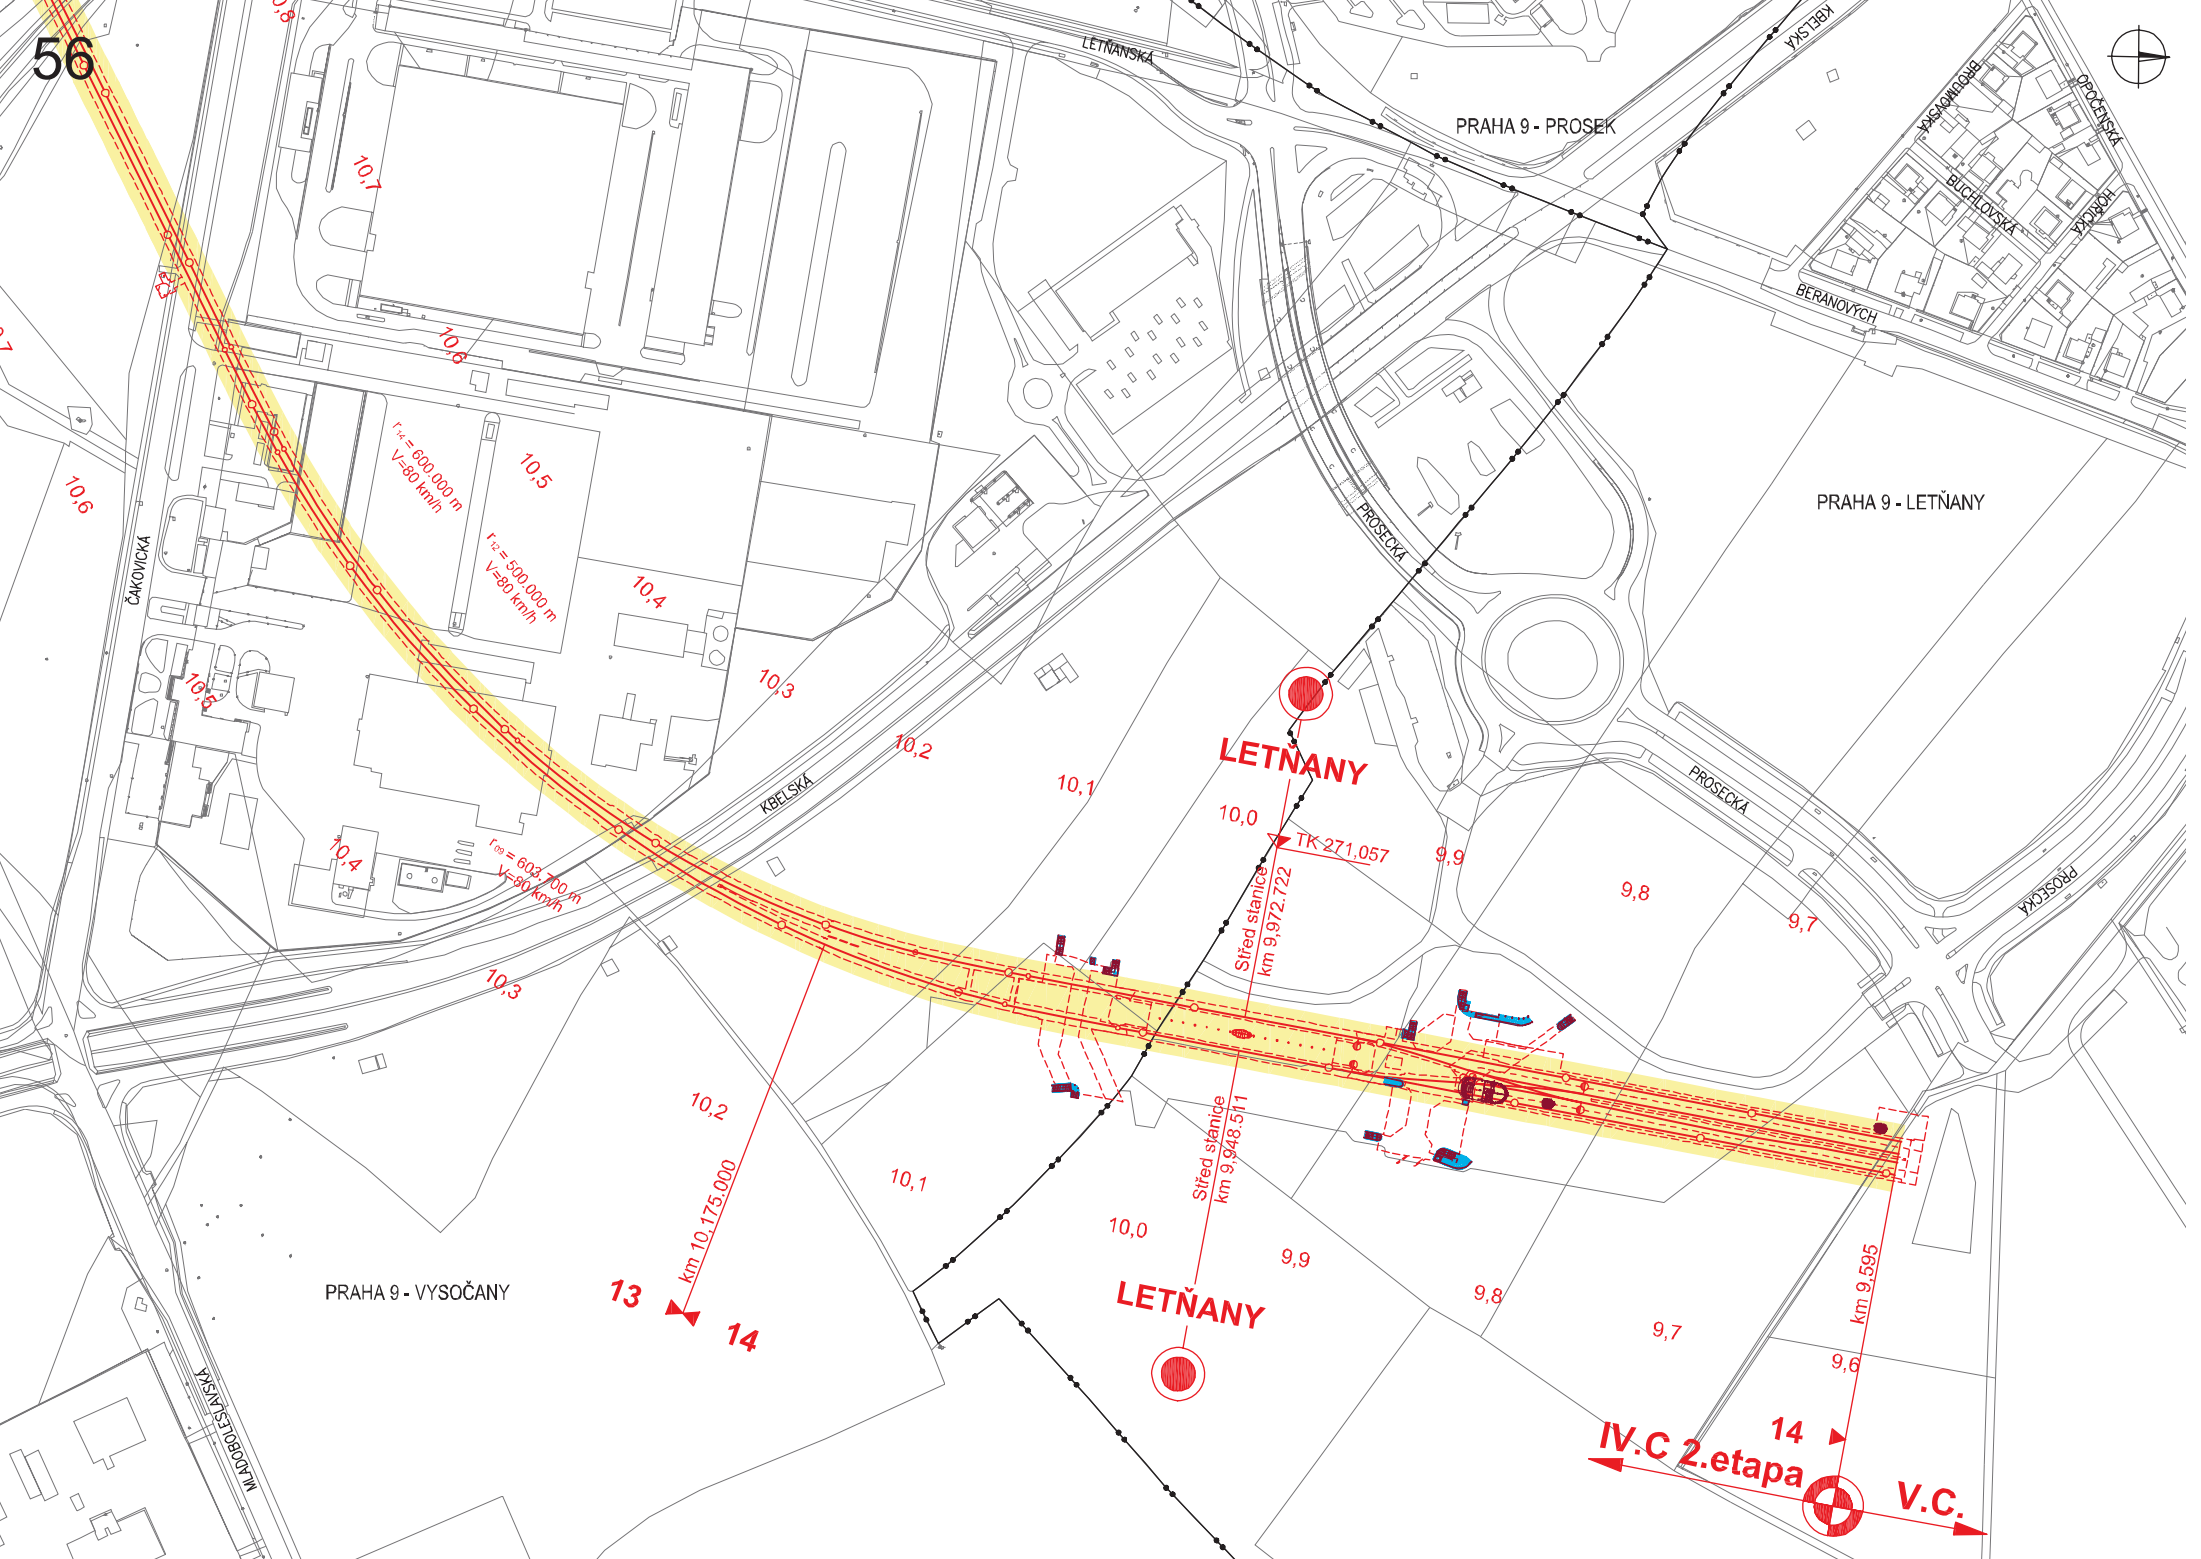 56
10,8
LETŇANSKÁ
KBELSKÁ
PRAHA 9 - PROSEK
BROUMOVSKÁ
OPOČENSKÁ
BUCHLOVSKÁ
HOŘICKÁ
10,7
BERANOVÝCH
10,6
r14 = 600.000 m
V=80 km/h
10,5
10,6
PRAHA 9 - LETŇANY
PROSECKÁ
r12 = 500.000 m
V=80 km/h
ČAKOVICKÁ
10,4
10,3
10,5
10,2
LETŇANY
10,1
10,0
KBELSKÁ
PROSECKÁ
TK 271,057
9,9
9,8
9,7
PROSECKÁ
10,4
r09 = 603.700 m
V=80 km/h
Střed stanice
km 9,972.722
10,3
10,2
10,1
Střed stanice
km 9,948.511
10,0
9,9
9,8
9,7
9,6
km 10,175.000
km 9,595
PRAHA 9 - VYSOČANY
13
14
LETŇANY
MLADOBOLESLAVSKÁ
14
IV.C 2.etapa
V.C.